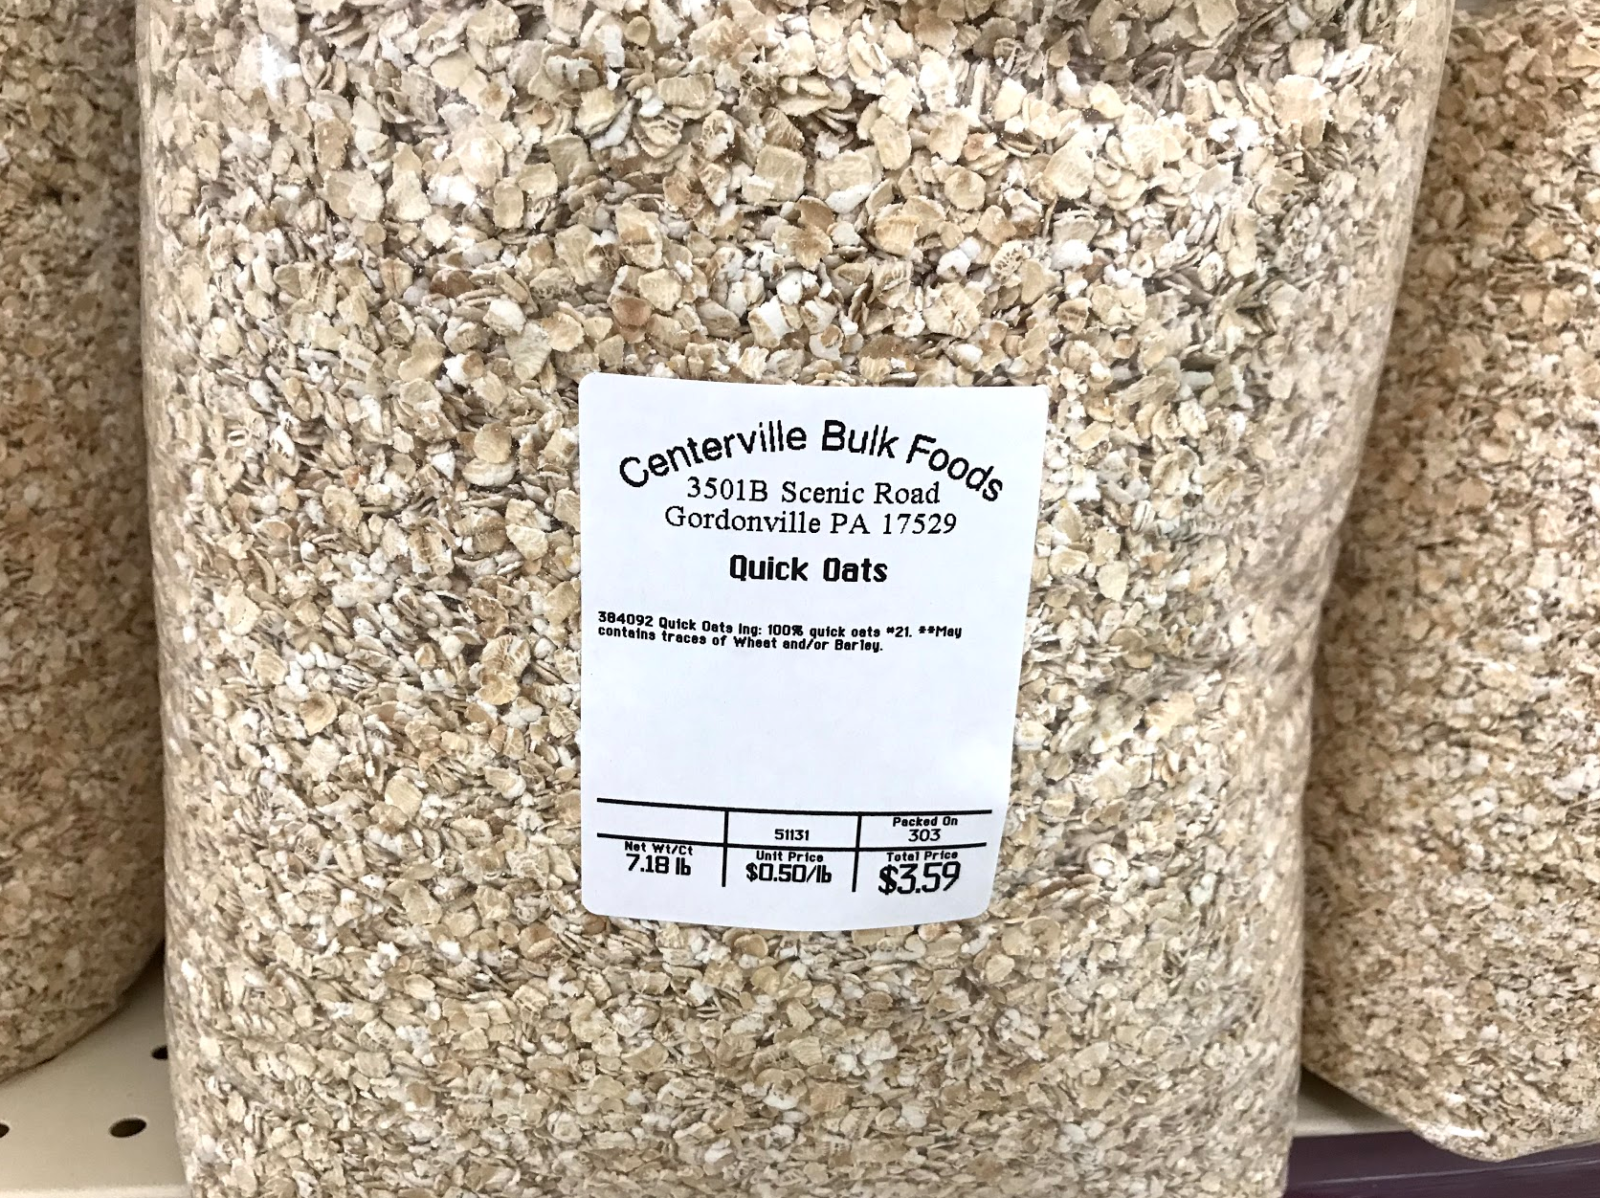 Centerville Bulk Foods
3501B Scenic Road
Gordonville PA 17529
Quick Oats
384092 Quick Oats Ing: 100% quick oats #21. **May
contains traces of Wheat and/or Barley.
51131
Packed On
303
Net Wt/Ct
7.18 lb
Unit Price
$0.50/lb
Total Price
$3.59